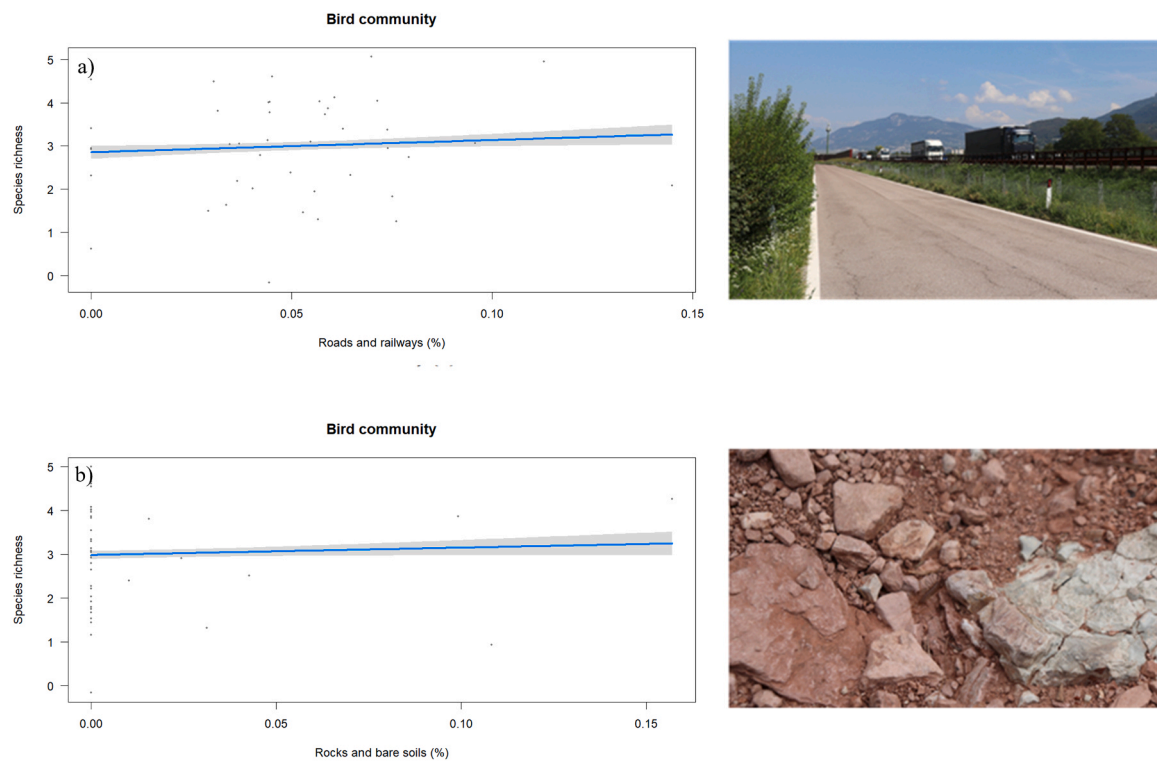 Bird community
a)
Species richness
5
4
3
2
1
0
0.00 0.05 0.10 0.15
Roads and railways (%)
Bird community
b)
Species richness
5
4
3
2
1
0
0.00 0.05 0.10 0.15
Rocks and bare soils (%)